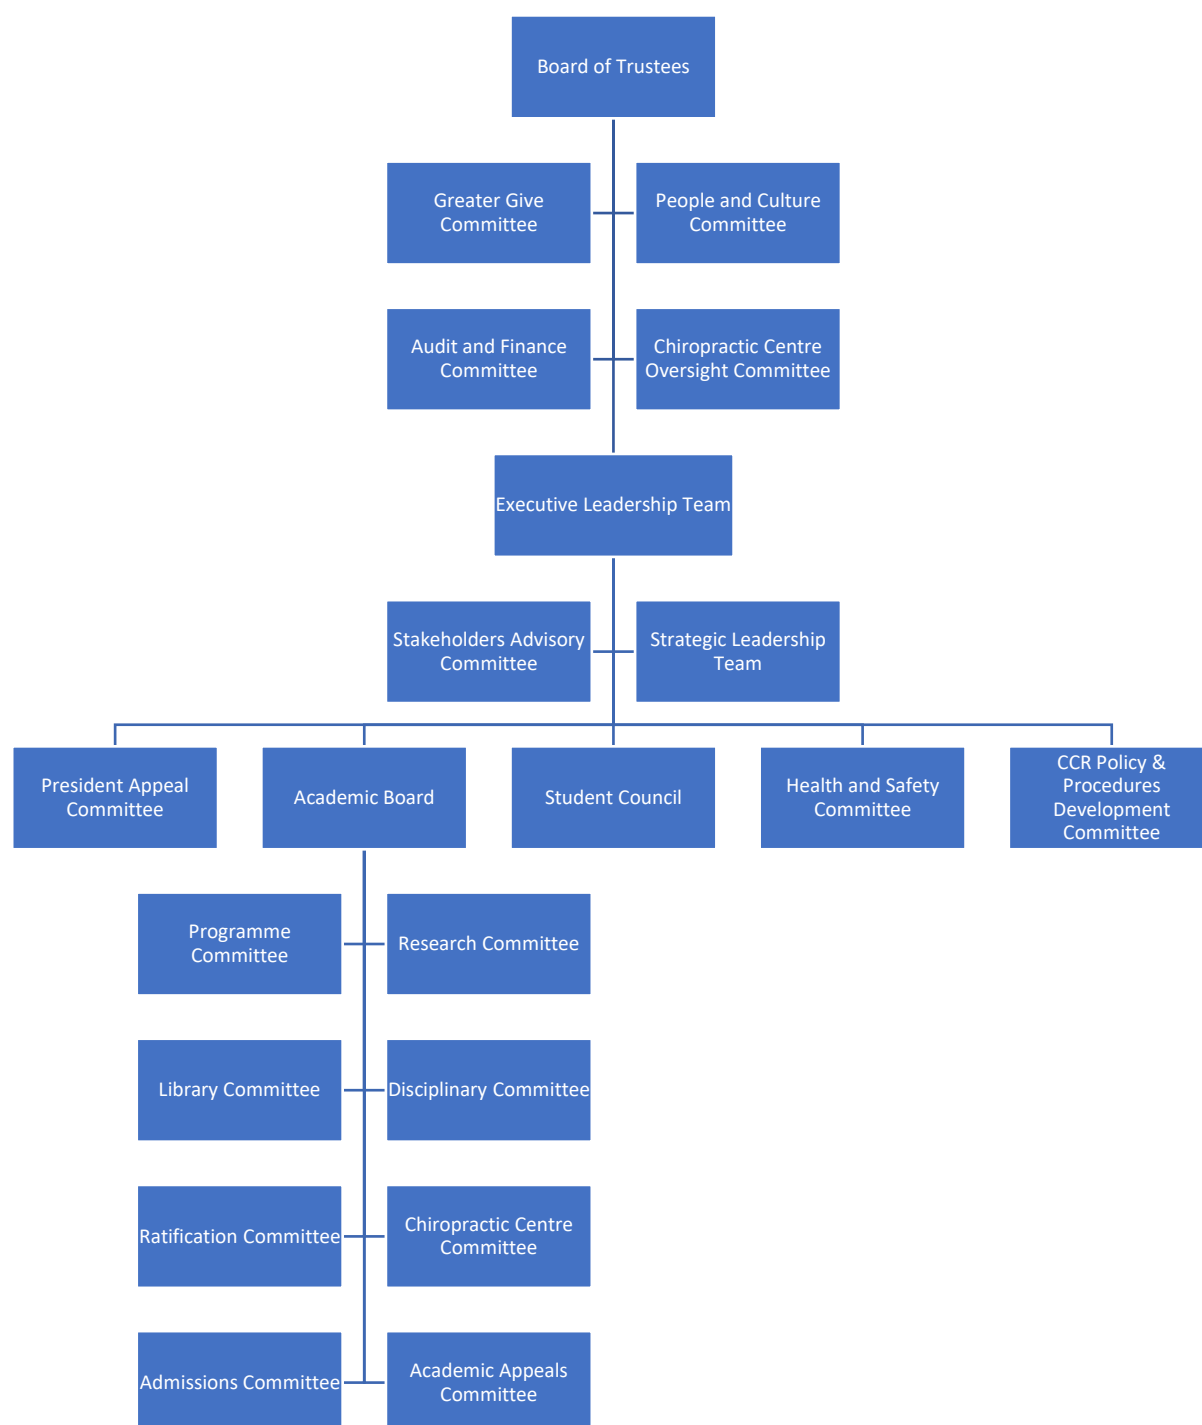 Board of Trustees
Greater Give
Committee
People and Culture
Committee
Audit and Finance
Committee
Chiropractic Centre
Oversight Committee
Executive Leadership Team
Stakeholders Advisory
Committee
Strategic Leadership
Team
President Appeal
Committee
Academic Board
Student Council
Health and Safety
Committee
CCR Policy &
Procedures
Development
Committee
Programme
Committee
Research Committee
Library Committee
Disciplinary Committee
Ratification Committee
Chiropractic Centre
Committee
Admissions Committee
Academic Appeals
Committee